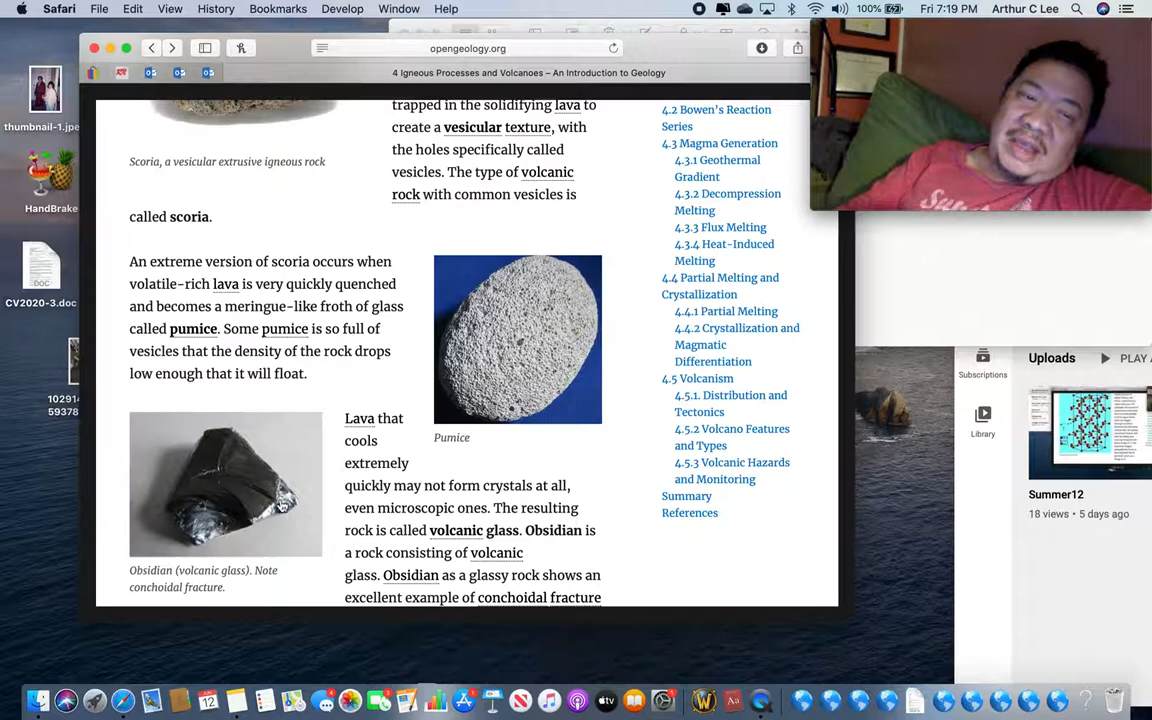 Safari File Edit View History Bookmarks Develop Window Help
100% Fri 7:19 PM Arthur C Lee
opengeology.org
4 Igneous Processes and Volcanoes – An Introduction to Geology
thumbnail-1.jpe
HandBrake
DOC
CV2020-3.doc
10291
59378
trapped in the solidifying lava to
create a vesicular texture, with
the holes specifically called
vesicles. The type of volcanic
rock with common vesicles is
called scoria.
Scoria, a vesicular extrusive igneous rock
An extreme version of scoria occurs when
volatile-rich lava is very quickly quenched
and becomes a meringue-like froth of glass
called pumice. Some pumice is so full of
vesicles that the density of the rock drops
low enough that it will float.
Pumice
Lava that
cools
extremely
quickly may not form crystals at all,
even microscopic ones. The resulting
rock is called volcanic glass. Obsidian is
a rock consisting of volcanic
glass. Obsidian as a glassy rock shows an
excellent example of conchoidal fracture
Obsidian (volcanic glass). Note
conchoidal fracture.
4.2 Bowen's Reaction
Series
4.3 Magma Generation
4.3.1 Geothermal
Gradient
4.3.2 Decompression
Melting
4.3.3 Flux Melting
4.3.4 Heat-Induced
Melting
4.4 Partial Melting and
Crystallization
4.4.1 Partial Melting
4.4.2 Crystallization and
Magmatic
Differentiation
4.5 Volcanism
4.5.1. Distribution and
Tectonics
4.5.2 Volcano Features
and Types
4.5.3 Volcanic Hazards
and Monitoring
Summary
References
Subscriptions
Library
Uploads PLAY
Summer12
18 views • 5 days ago